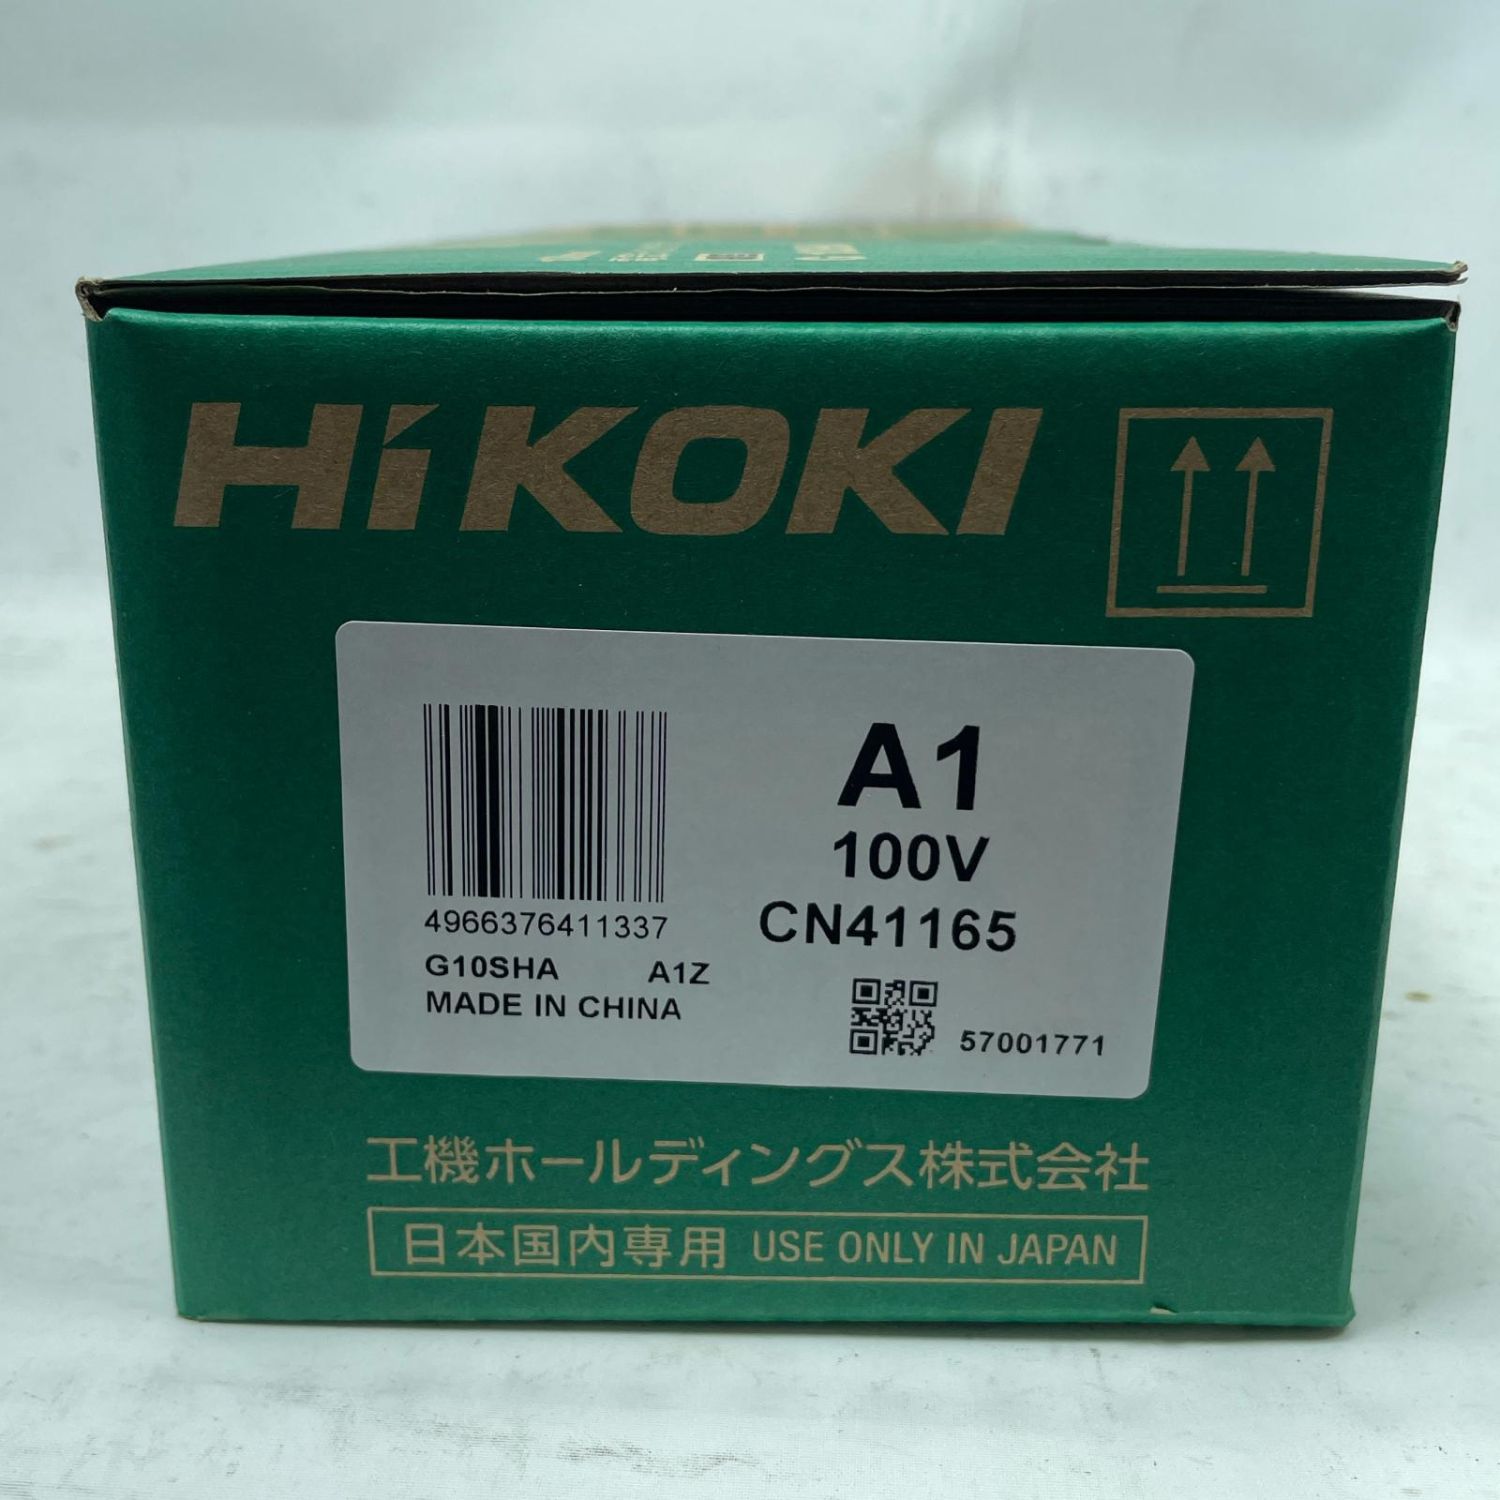 HiKOKI
A1
100V
CN41165
4966376411337
G10SHA A1Z
MADE IN CHINA
57001771
工機ホールディングス株式会社
日本国内専用 USE ONLY IN JAPAN